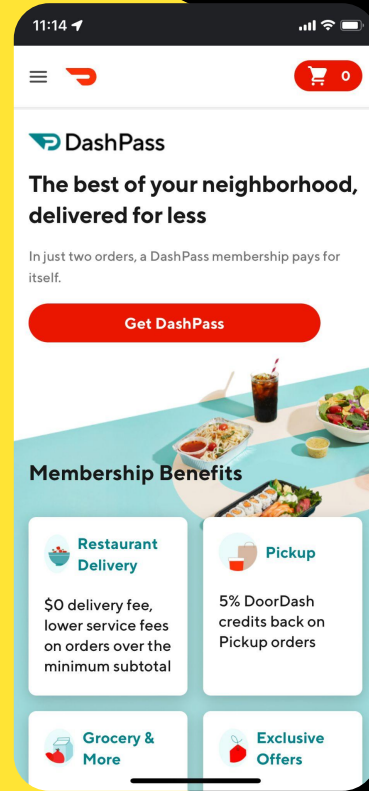 11:14
0
DashPass
The best of your neighborhood,
delivered for less
In just two orders, a DashPass membership pays for
itself.
Get DashPass
Membership Benefits
Restaurant
Delivery
$0 delivery fee,
lower service fees
on orders over the
minimum subtotal
Pickup
5% DoorDash
credits back on
Pickup orders
Grocery &
More
Exclusive
Offers